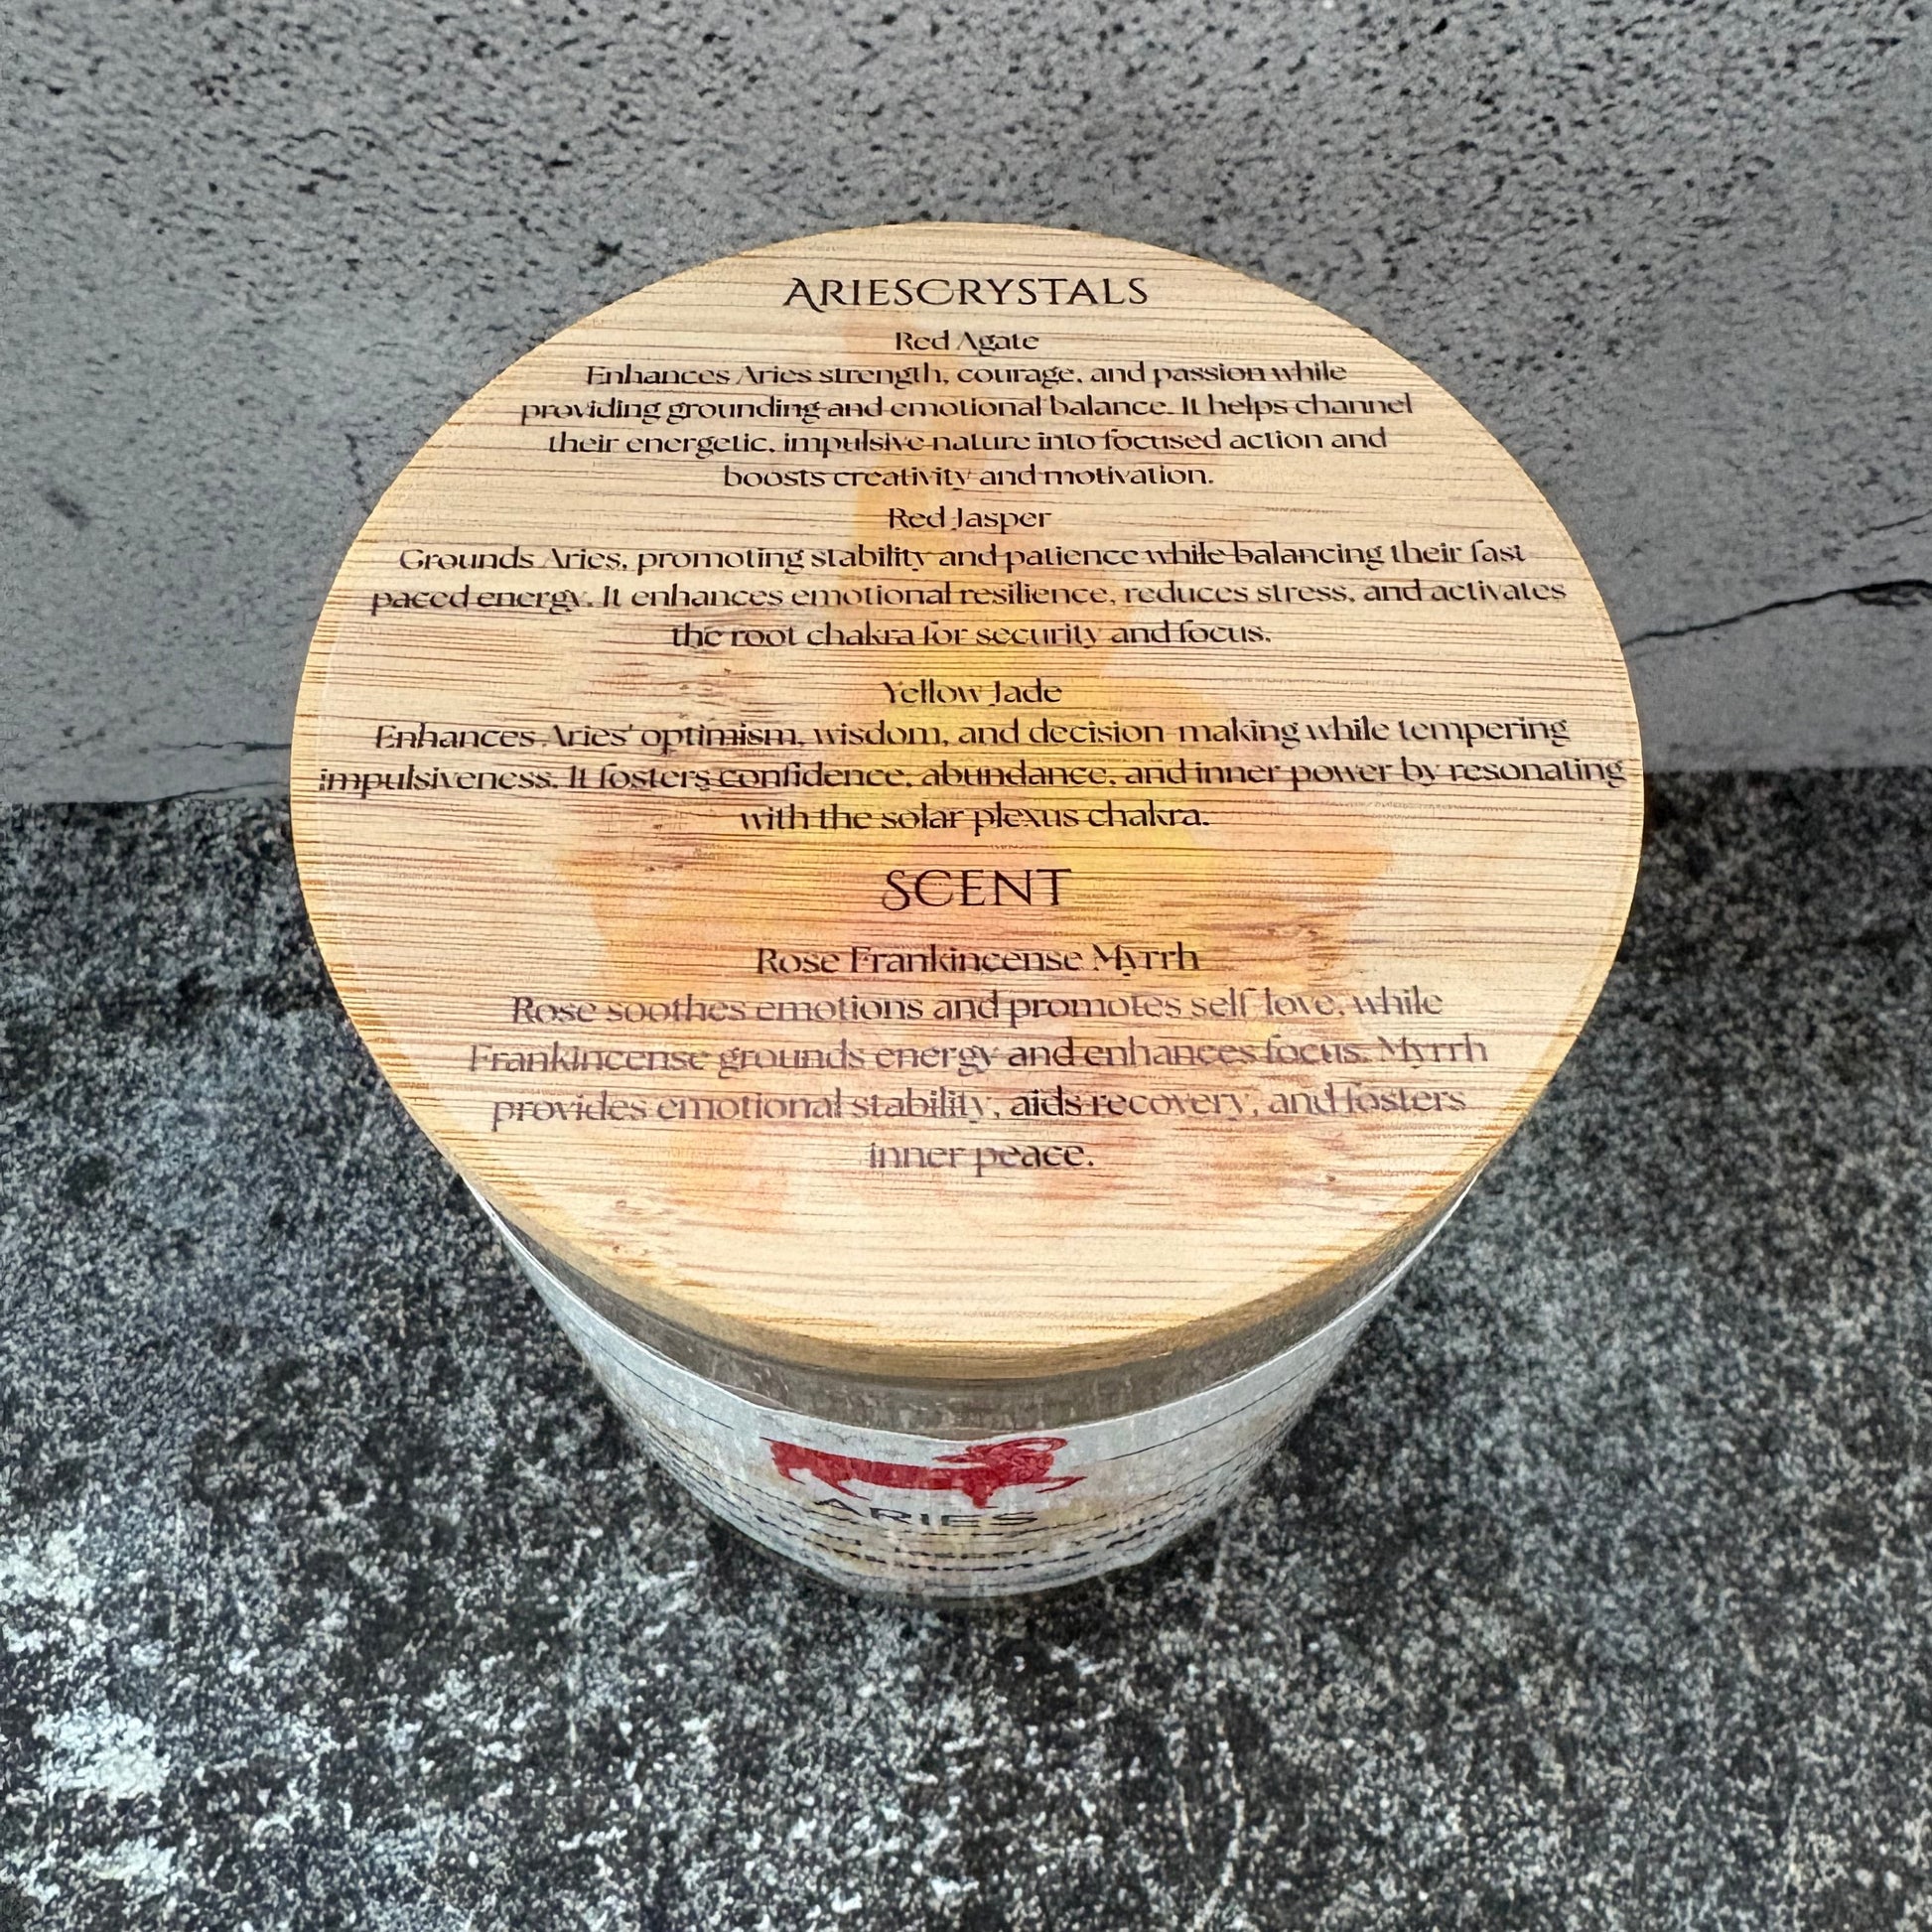 ARIESCRYSTALS
Red Agate
Enhances Aries strength, courage, and passion while
providing grounding and emotional balance. It helps channel
their energetic, impulsive nature into focused action and
boosts creativity and motivation.
Red Jasper
Grounds Aries, promoting stability and patience while balancing their fast
paced energy. It enhances emotional resilience, reduces stress, and activates
the root chakra for security and focus.
Yellow Jade
Enhances Aries' optimism, wisdom, and decision-making while tempering
impulsiveness. It fosters confidence, abundance, and inner power by resonating
with the solar plexus chakra.
SCENT
Rose Frankincense Myrrh
Rose soothes emotions and promotes self-love, while
Frankincense grounds energy and enhances focus. Myrrh
provides emotional stability, aids recovery, and fosters
inner peace.
ARIES